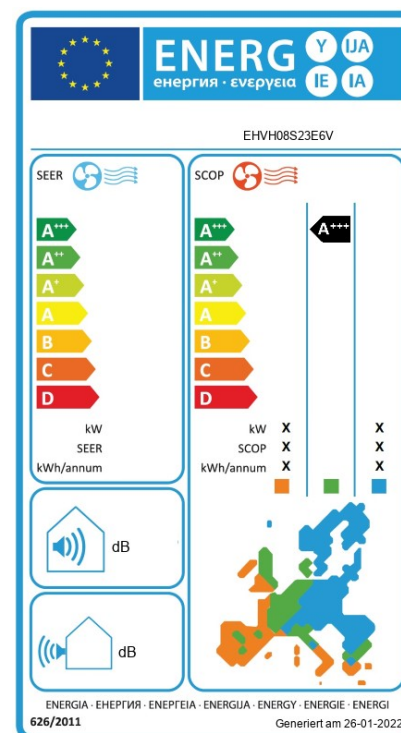 ENERG Y IJA
енергия · ενεργεια IE IA
EHVH08S23E6V
SEER
A+++
A++
A+
A
B
C
D
kW
SEER
kWh/annum
SCOP
A+++ A+++
A++
A+
A
B
C
D
kW X X
SCOP X X
kWh/annum X X
dB
dB
ENERGIA · ЕНЕРГИЯ · ΕΝΕΡΓΕΙΑ · ENERGIJA · ENERGY · ENERGIE · ENERGI
626/2011
Generiert am 26-01-2022